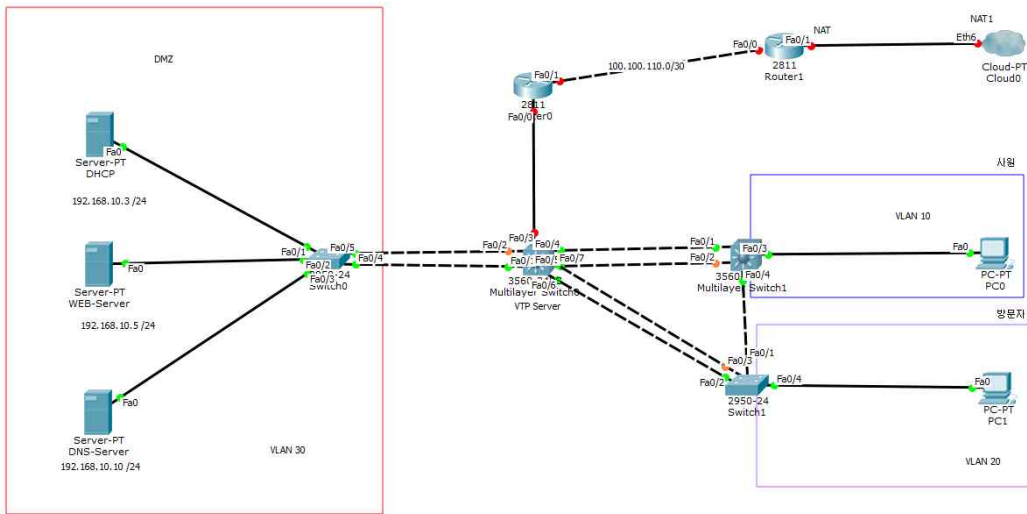 DMZ
Fa0
Server-PT
DHCP
192.168.10.3 /24
Fa0
Server-PT
WEB-Server
192.168.10.5 /24
Fa0
Server-PT
DNS-Server
192.168.10.10 /24
VLAN 30
Fa0/1
Fa0/2
Fa0/3
Fa0/5
Fa0/4
Switch0
Fa0/1
2811
Fa0/0
100.100.110.0/30
Fa0/0
NAT
Fa0/1
2811
Router1
NAT1
Eth6
Cloud-PT
Cloud0
Fa0/2
Fa0/3
Fa0/4
Fa0/7
Fa0/6
Multilayer Switch0
VTP Server
Fa0/1
Fa0/2
Fa0/3
Fa0/4
Multilayer Switch1
사원
VLAN 10
Fa0
PC-PT
PC0
방문자
Fa0/1
Fa0/3
Fa0/2
Fa0/4
2950-24
Switch1
Fa0
PC-PT
PC1
VLAN 20